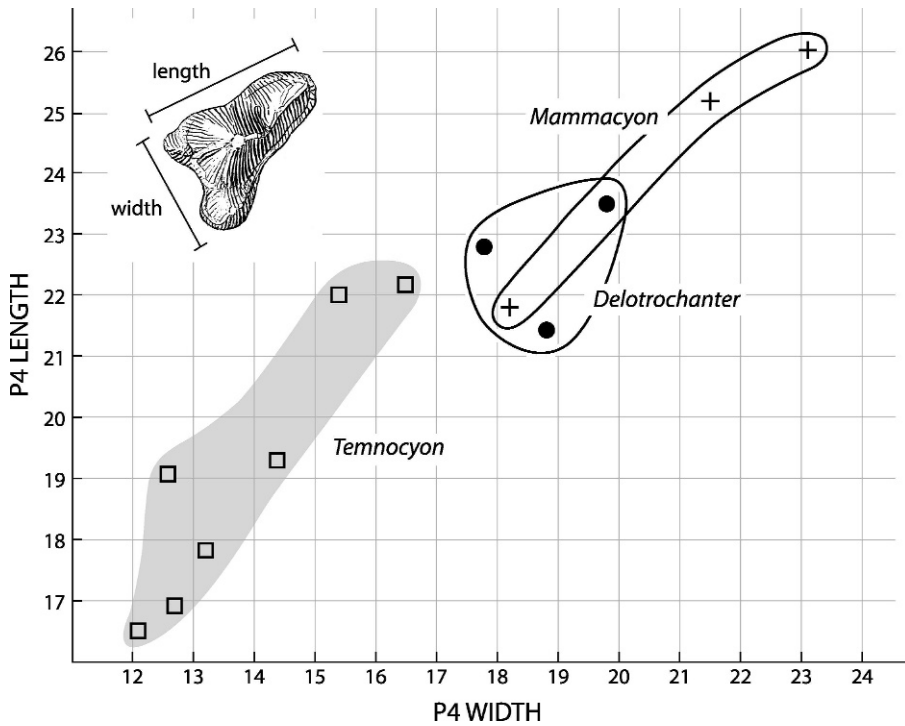 length
width
Mammacyon
Delotrochanter
Temnocyon
P4 LENGTH
26
25
24
23
22
21
20
19
18
17
12 13 14 15 16 17 18 19 20 21 22 23 24
P4 WIDTH